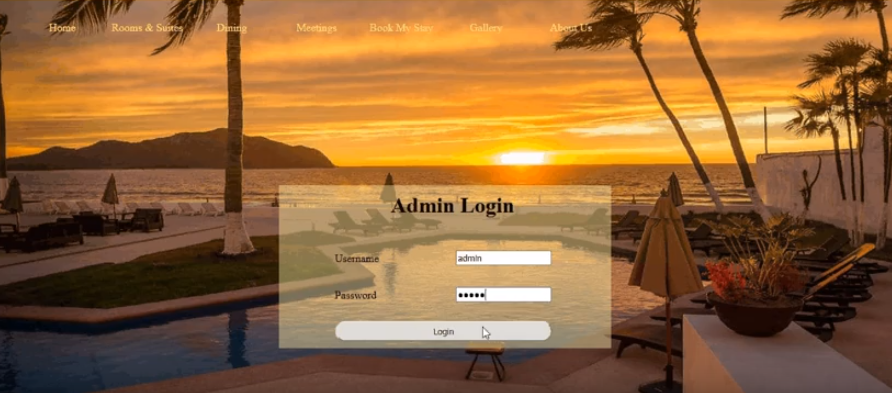 Home Rooms & Suites Dining Meetings Book My Stay Gallery About Us
Admin Login
Username admin
Password •••••
Login